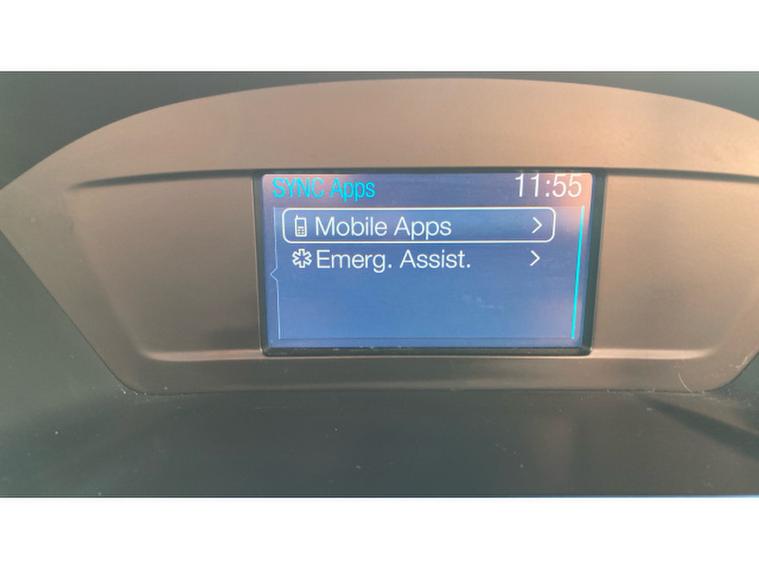 SYNC Apps 11:55
Mobile Apps
Emerg. Assist.